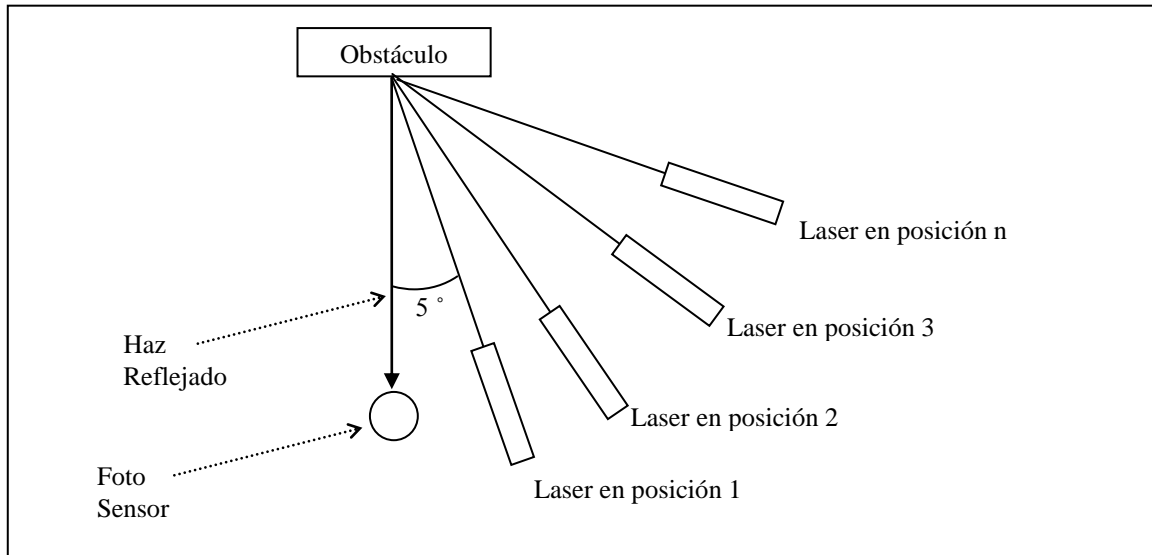 Obstáculo
Laser en posición n
5 °
Laser en posición 3
Haz
Reflejado
Laser en posición 2
Foto
Sensor
Laser en posición 1